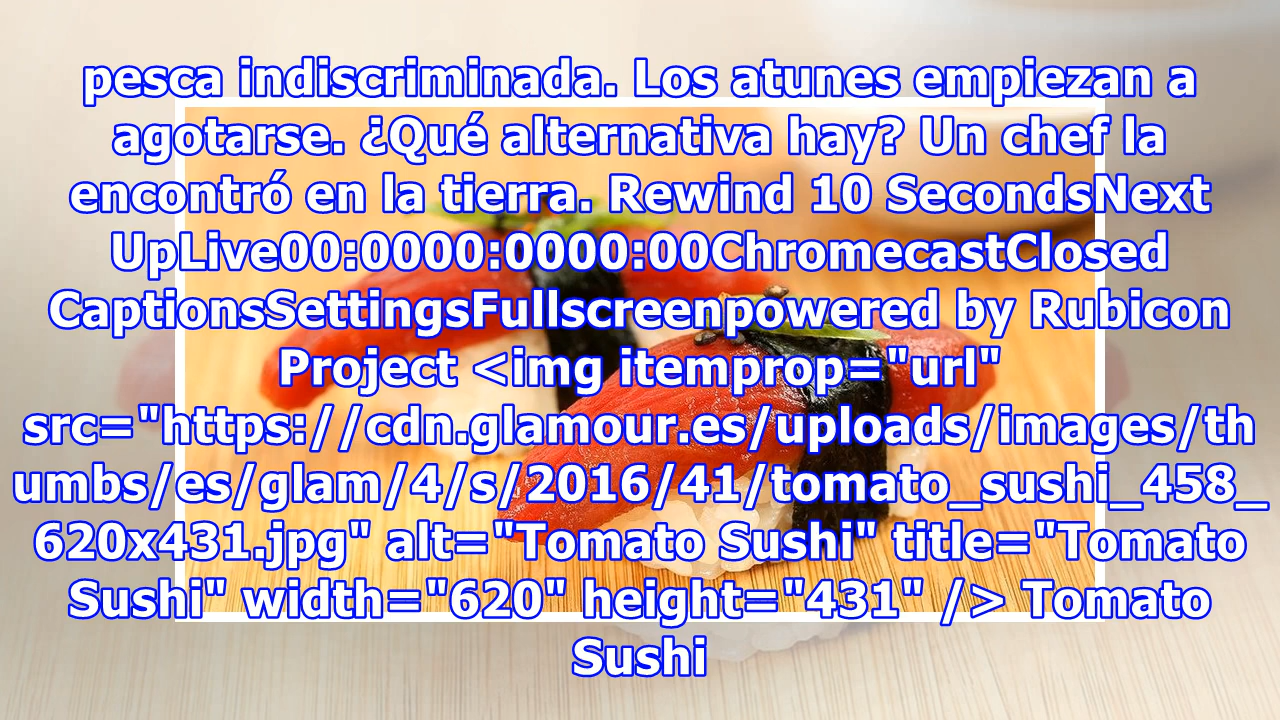 pesca indiscriminada. Los atunes empiezan a
agotarse. ¿Qué alternativa hay? Un chef la
encontró en la tierra. Rewind 10 SecondsNext
UpLive00:0000:0000:00ChromecastClosed
CaptionsSettingsFullscreenpowered by Rubicon
Project <img itemprop="url"
src="https://cdn.glamour.es/uploads/images/th
umbs/es/glam/4/s/2016/41/tomato_sushi_458_
620x431.jpg" alt="Tomato Sushi" title="Tomato
Sushi" width="620" height="431" /> Tomato
Sushi